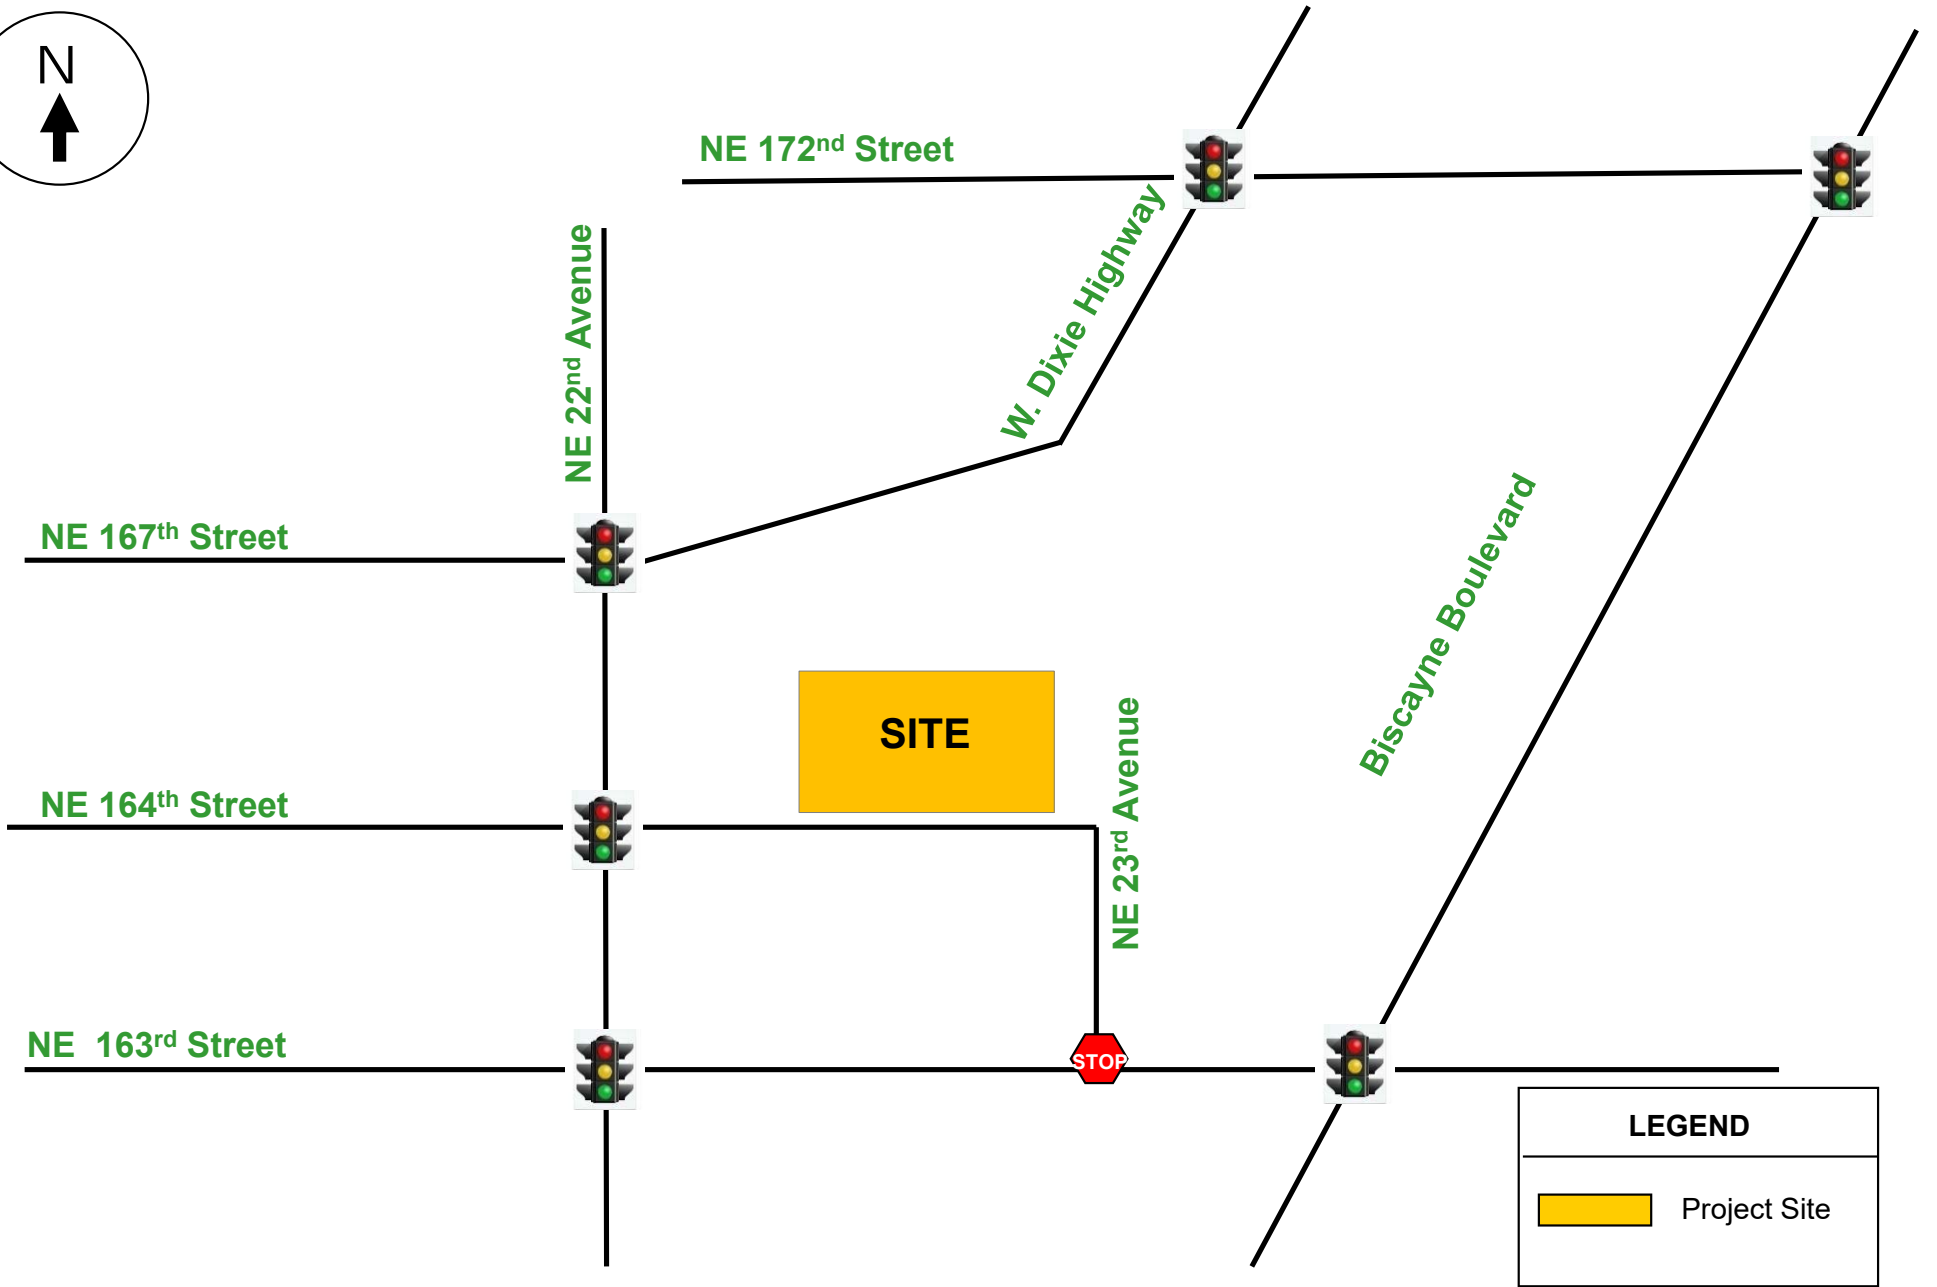 N
NE 172nd Street
NE 22nd Avenue
W. Dixie Highway
NE 167th Street
Biscayne Boulevard
SITE
NE 23rd Avenue
NE 164th Street
NE 163rd Street
STOP
LEGEND
Project Site